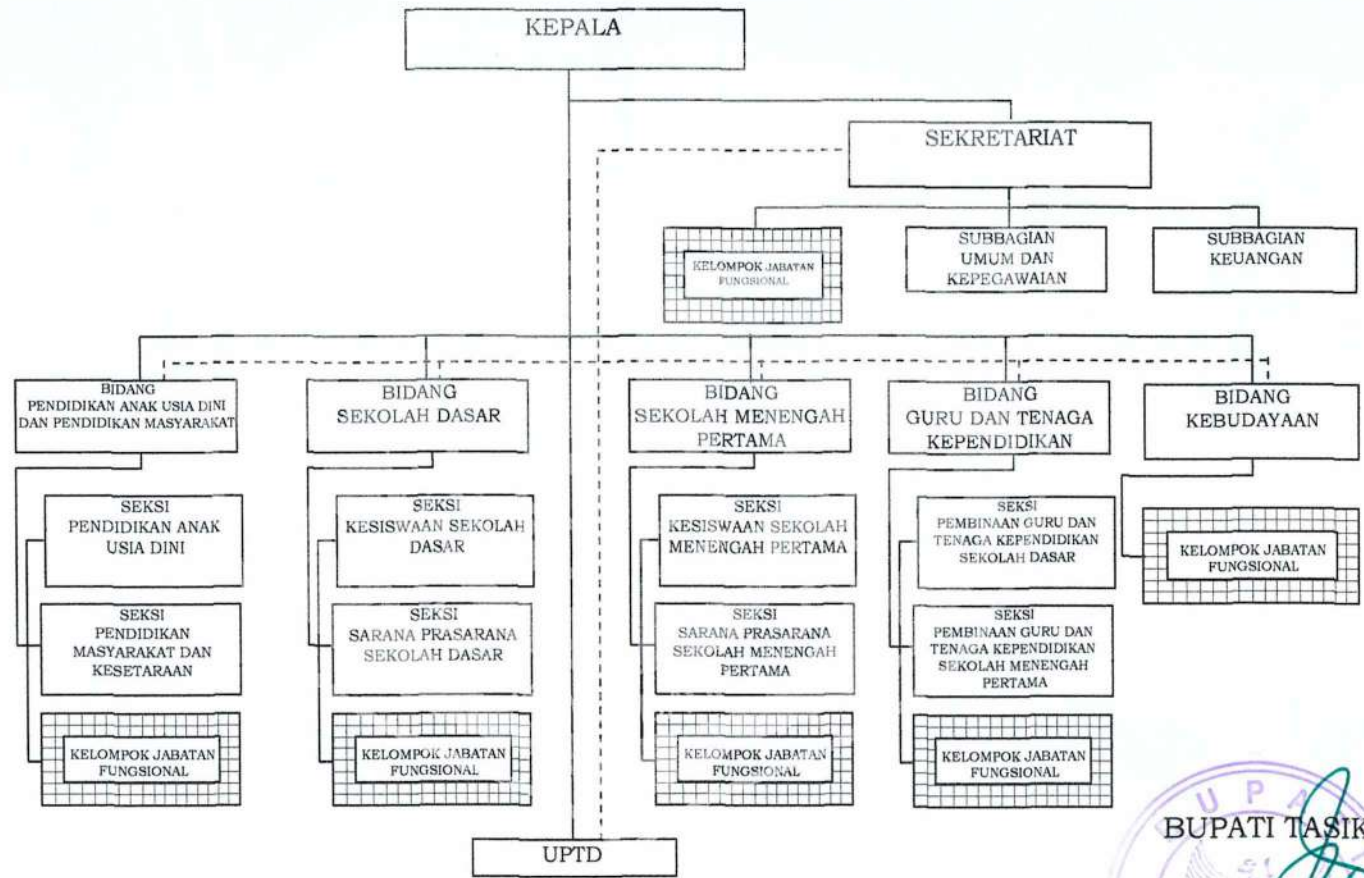 KEPALA
SEKRETARIAT
KELOMPOK JABATAN
FUNGSIONAL
SUBBAGIAN
UMUM DAN
KEPEGAWAIAN
SUBBAGIAN
KEUANGAN
BIDANG
PENDIDIKAN ANAK USIA DINI
DAN PENDIDIKAN MASYARAKAT
BIDANG
SEKOLAH DASAR
BIDANG
SEKOLAH MENENGAH
PERTAMA
BIDANG
GURU DAN TENAGA
KEPENDIDIKAN
BIDANG
KEBUDAYAAN
SEKSI
PENDIDIKAN ANAK
USIA DINI
SEKSI
KESISWAAN SEKOLAH
DASAR
SEKSI
KESISWAAN SEKOLAH
MENENGAH PERTAMA
SEKSI
PEMBINAAN GURU DAN
TENAGA KEPENDIDIKAN
SEKOLAH DASAR
KELOMPOK JABATAN
FUNGSIONAL
SEKSI
PENDIDIKAN
MASYARAKAT DAN
KESETARAAN
SEKSI
SARANA PRASARANA
SEKOLAH DASAR
SEKSI
SARANA PRASARANA
SEKOLAH MENENGAH
PERTAMA
SEKSI
PEMBINAAN GURU DAN
TENAGA KEPENDIDIKAN
SEKOLAH MENENGAH
PERTAMA
KELOMPOK JABATAN
FUNGSIONAL
KELOMPOK JABATAN
FUNGSIONAL
KELOMPOK JABATAN
FUNGSIONAL
KELOMPOK JABATAN
FUNGSIONAL
UPTD
BUPATI TASIK